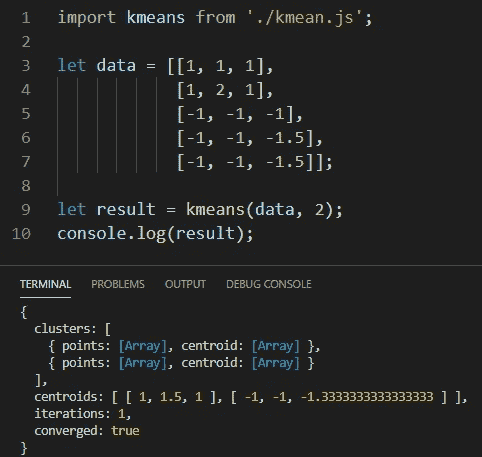 1 import kmeans from './kmean.js';
2
3 let data = [[1, 1, 1],
4 [1, 2, 1],
5 [-1, -1, -1],
6 [-1, -1, -1.5],
7 [-1, -1, -1.5]];
8
9 let result = kmeans(data, 2);
10 console.log(result);
TERMINAL PROBLEMS OUTPUT DEBUG CONSOLE
{
clusters: [
{ points: [Array], centroid: [Array] },
{ points: [Array], centroid: [Array] }
],
centroids: [ [ 1, 1.5, 1 ], [ -1, -1, -1.3333333333333333 ] ],
iterations: 1,
converged: true
}